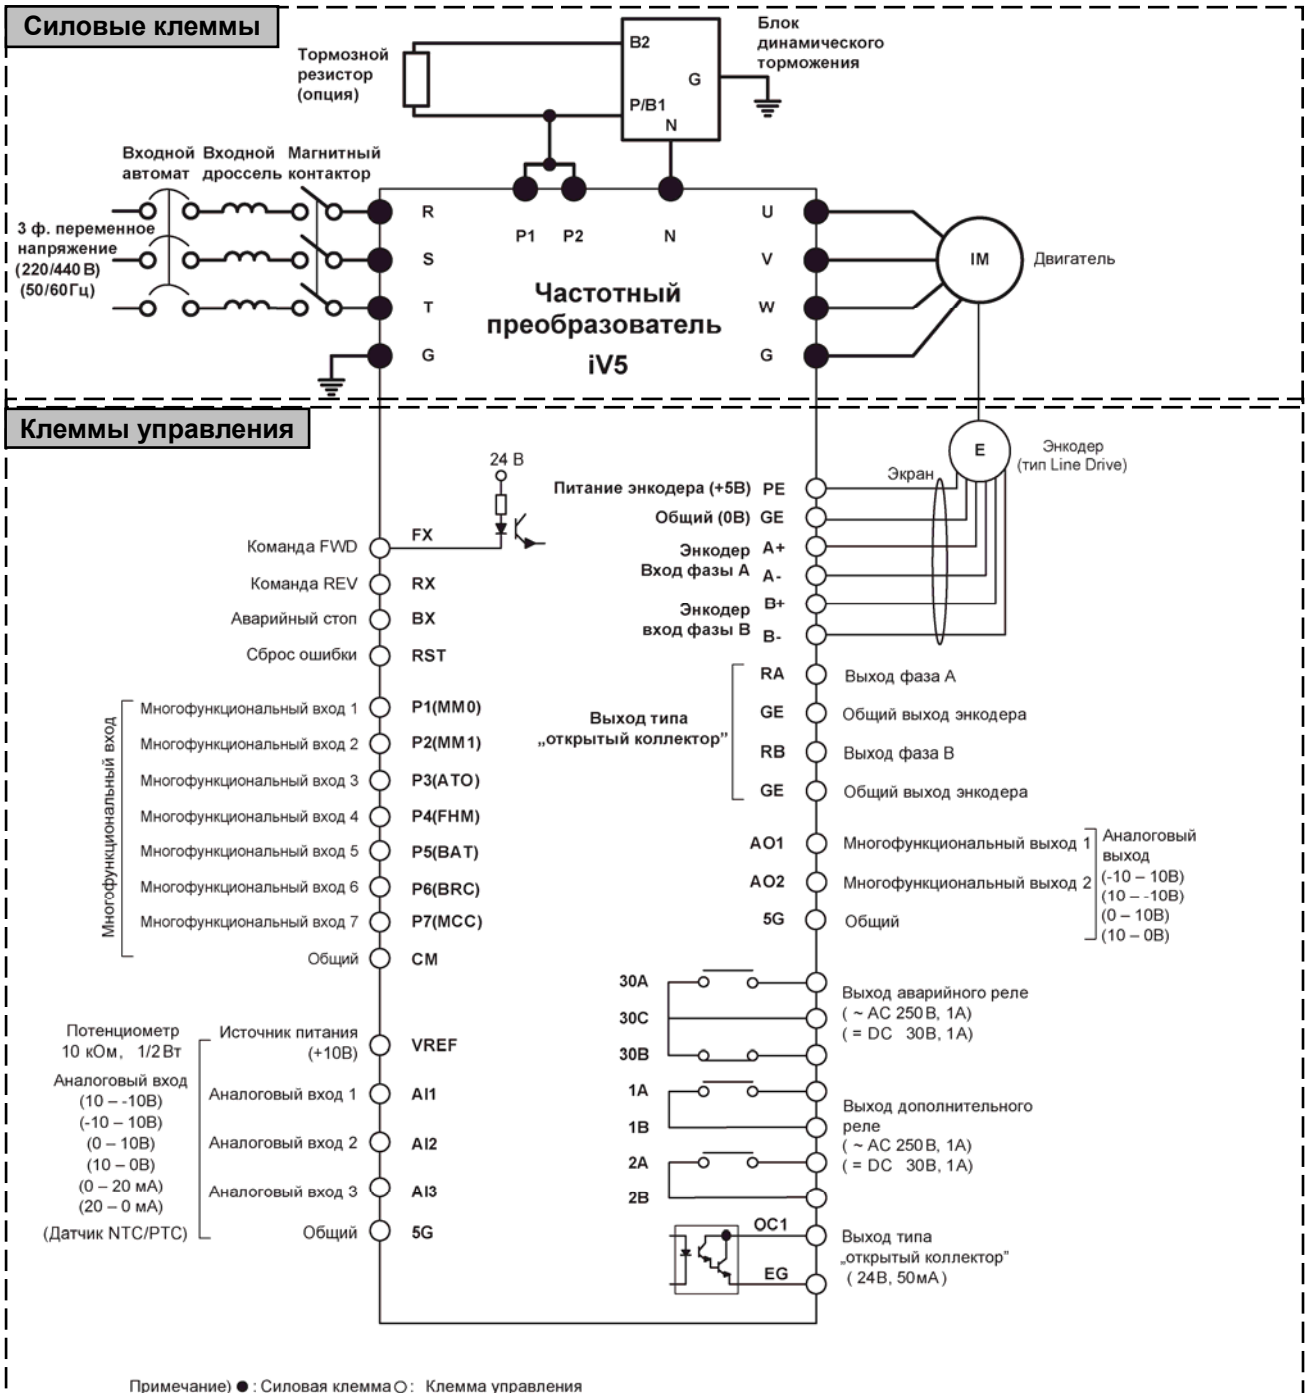 Силовые клеммы
Тормозной
резистор
(опция)
B2
G
P/B1
N
Блок
динамического
торможения
Входной Входной Магнитный
автомат дроссель контактор
3 ф. переменное
напряжение
(220/440 В)
(50/60Гц)
R
S
T
G
P1 P2 N
Частотный
преобразователь
iV5
U
V
W
G
IM
Двигатель
Клеммы управления
24 В
E
Энкодер
(тип Line Drive)
Экран
Команда FWD FX
Команда REV RX
Аварийный стоп BX
Сброс ошибки RST
Многофункциональный вход
Многофункциональный вход 1 P1(MM0)
Многофункциональный вход 2 P2(MM1)
Многофункциональный вход 3 P3(ATO)
Многофункциональный вход 4 P4(FHM)
Многофункциональный вход 5 P5(BAT)
Многофункциональный вход 6 P6(BRC)
Многофункциональный вход 7 P7(MCC)
Общий CM
Потенциометр
10 кОм, 1/2 Вт
Аналоговый вход
(10 – -10В)
(-10 – 10В)
(0 – 10В)
(10 – 0В)
(0 – 20 мА)
(20 – 0 мА)
(Датчик NTC/PTC)
Источник питания
(+10В)
VREF
Аналоговый вход 1 AI1
Аналоговый вход 2 AI2
Аналоговый вход 3 AI3
Общий 5G
Питание энкодера (+5В) PE
Общий (0В) GE
Энкодер
Вход фазы А
A+
A-
Энкодер
вход фазы В
B+
B-
Выход типа
„открытый коллектор”
RA Выход фаза А
GE Общий выход энкодера
RB Выход фаза В
GE Общий выход энкодера
AO1 Многофункциональный выход 1
AO2 Многофункциональный выход 2
5G Общий
Аналоговый
выход
(-10 – 10В)
(10 – -10В)
(0 – 10В)
(10 – 0В)
30A
30C
30B
Выход аварийного реле
( ~ AC 250 В, 1А)
( = DC 30В, 1А)
1A
1B
2A
2B
Выход дополнительного
реле
( ~ AC 250 В, 1А)
( = DC 30В, 1А)
OC1
EG
Выход типа
„открытый коллектор”
( 24В, 50мА )
Примечание) ● : Силовая клемма ○ : Клемма управления